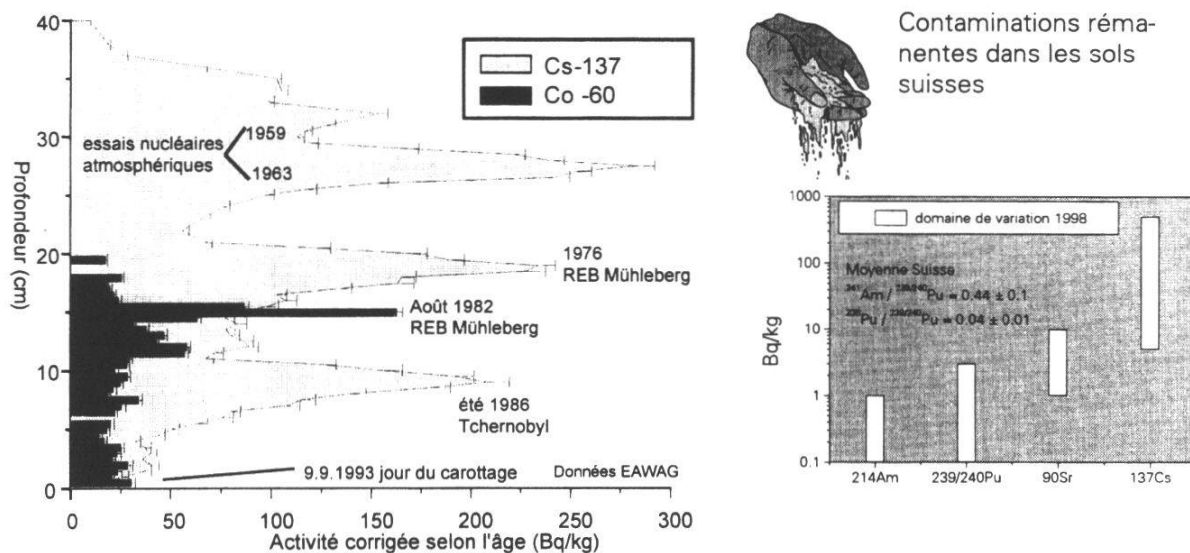 40
30
20
10
0
Profondeur (cm)
Cs-137
Co -60
essais nucléaires
atmosphériques
1959
1963
1976
REB Mühleberg
Août 1982
REB Mühleberg
été 1986
Tchernobyl
9.9.1993 jour du carottage
Données EAWAG
0 50 100 150 200 250 300
Activité corrigée selon l'âge (Bq/kg)
Contaminations réma-
nentes dans les sols
suisses
1000
100
10
1
0.1
Bq/kg
domaine de variation 1998
Moyenne Suisse
241Am / 239/240Pu = 0.44 ± 0.1
238Pu / 239/240Pu = 0.04 ± 0.01
214Am 239/240Pu 90Sr 137Cs